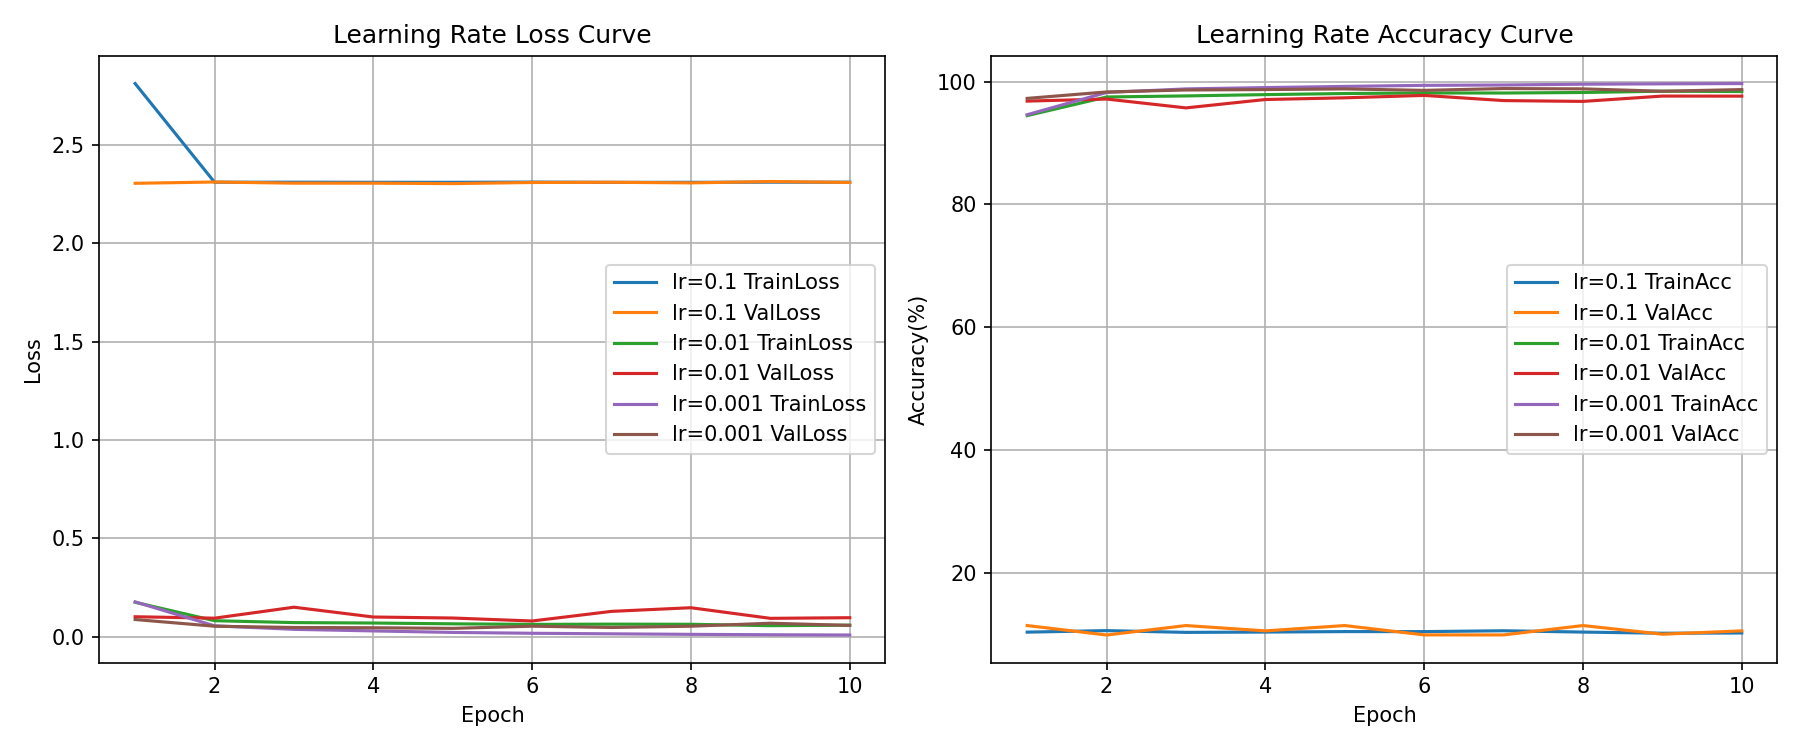 Learning Rate Loss Curve
Loss
2.5
2.0
1.5
1.0
0.5
0.0
2 4 6 8 10
Epoch
lr=0.1 TrainLoss
lr=0.1 ValLoss
lr=0.01 TrainLoss
lr=0.01 ValLoss
lr=0.001 TrainLoss
lr=0.001 ValLoss
Learning Rate Accuracy Curve
Accuracy(%)
100
80
60
40
20
2 4 6 8 10
Epoch
lr=0.1 TrainAcc
lr=0.1 ValAcc
lr=0.01 TrainAcc
lr=0.01 ValAcc
lr=0.001 TrainAcc
lr=0.001 ValAcc